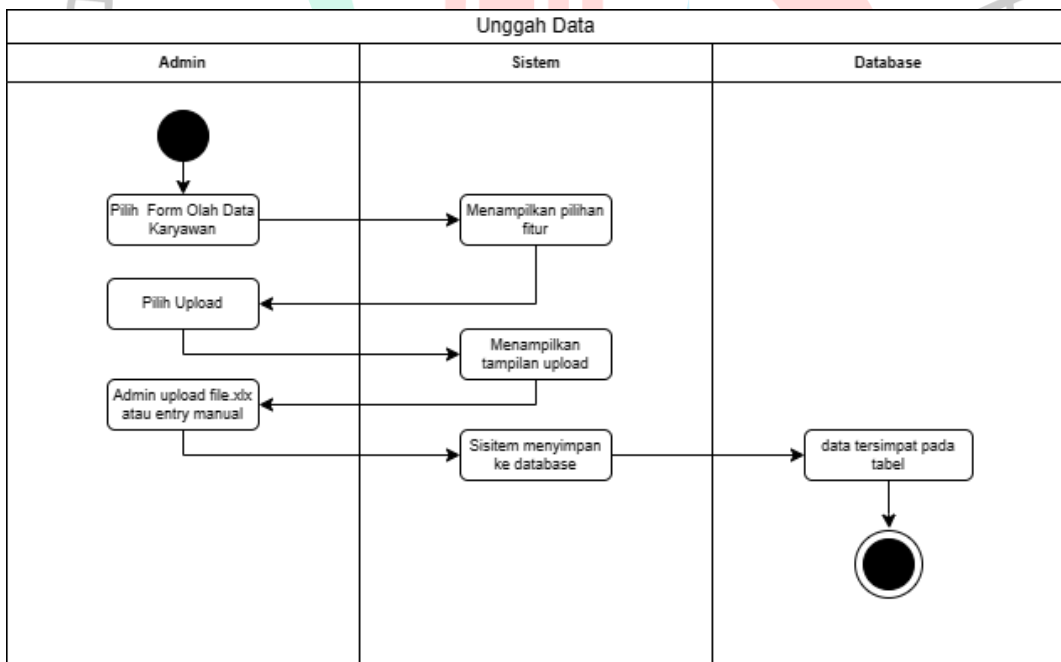 Unggah Data
Admin
Sistem
Database
Pilih Form Olah Data
Karyawan
Menampilkan pilihan
fitur
Pilih Upload
Menampilkan
tampilan upload
Admin upload file.xlx
atau entry manual
Sisitem menyimpan
ke database
data tersimpat pada
tabel